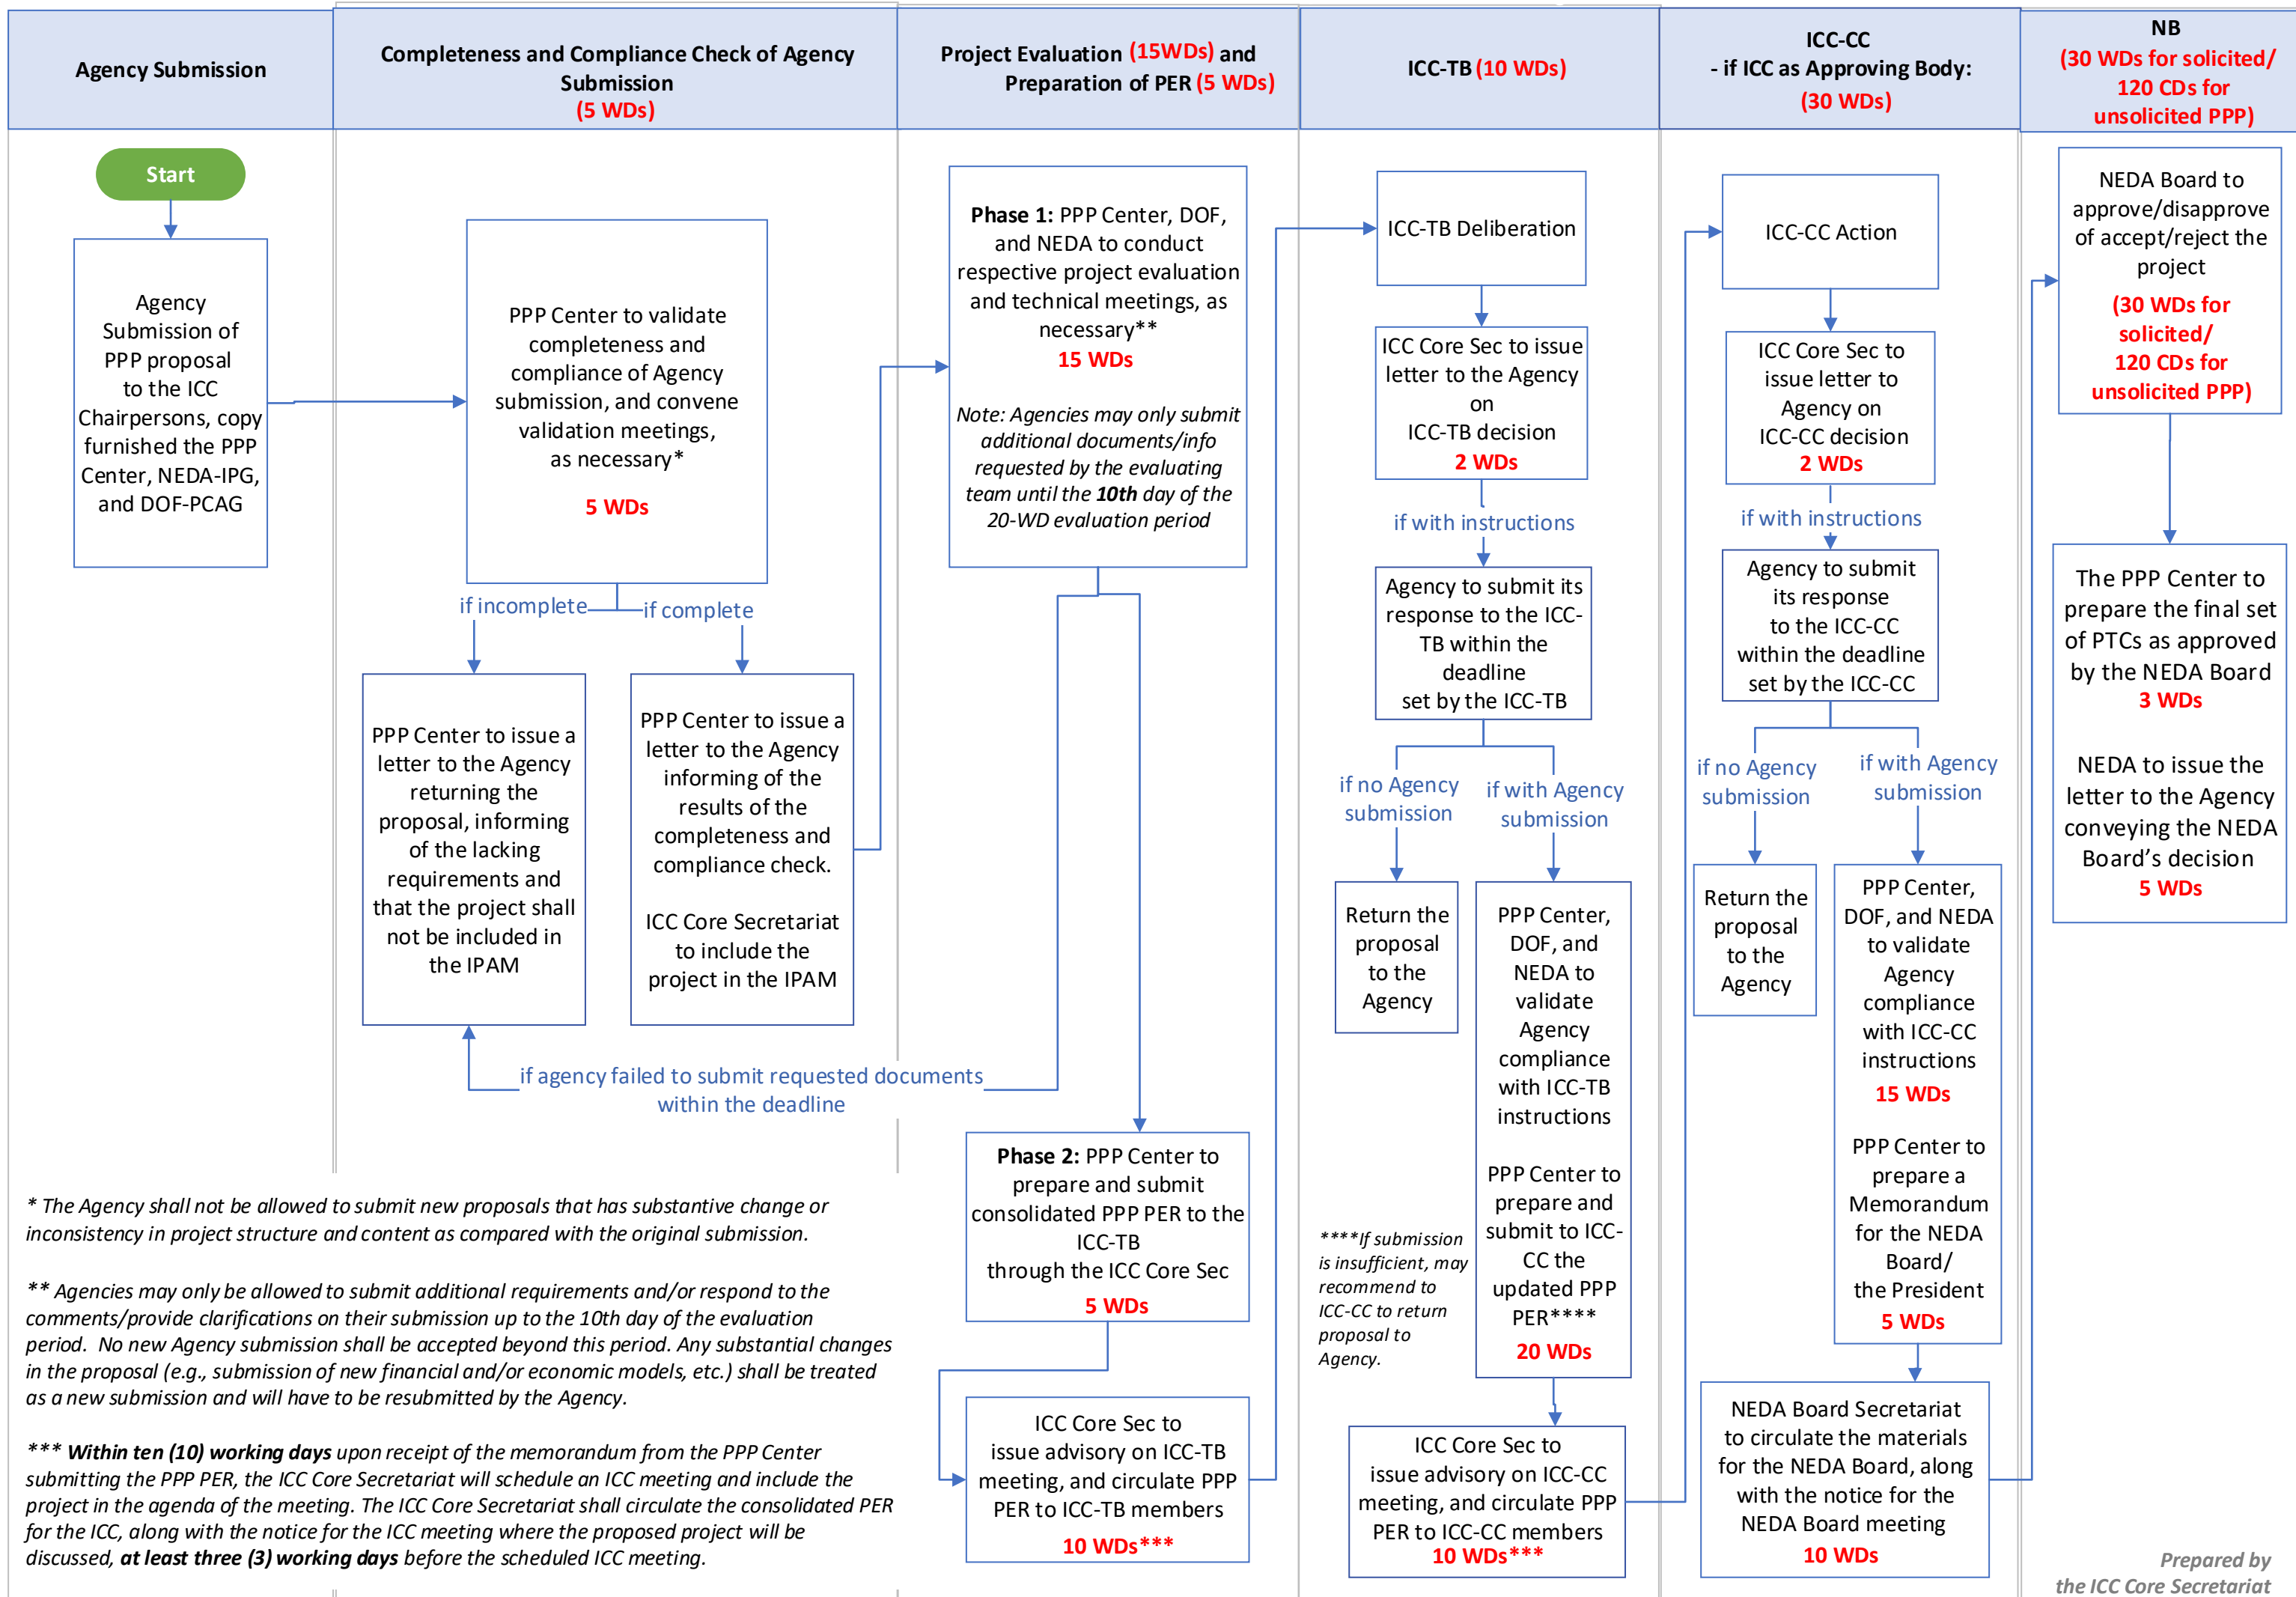 Agency Submission
Completeness and Compliance Check of Agency
Submission
(5 WDs)
Project Evaluation (15WDs) and
Preparation of PER (5 WDs)
ICC-TB (10 WDs)
ICC-CC
- if ICC as Approving Body:
(30 WDs)
NB
(30 WDs for solicited/
120 CDs for
unsolicited PPP)
Start
Agency
Submission of
PPP proposal
to the ICC
Chairpersons, copy
furnished the PPP
Center, NEDA-IPG,
and DOF-PCAG
PPP Center to validate
completeness and
compliance of Agency
submission, and convene
validation meetings,
as necessary*
5 WDs
if incomplete
if complete
PPP Center to issue a
letter to the Agency
returning the
proposal, informing
of the lacking
requirements and
that the project shall
not be included in
the IPAM
PPP Center to issue a
letter to the Agency
informing of the
results of the
completeness and
compliance check.
ICC Core Secretariat
to include the
project in the IPAM
if agency failed to submit requested documents
within the deadline
Phase 1: PPP Center, DOF,
and NEDA to conduct
respective project evaluation
and technical meetings, as
necessary**
15 WDs
Note: Agencies may only submit
additional documents/info
requested by the evaluating
team until the 10th day of the
20-WD evaluation period
Phase 2: PPP Center to
prepare and submit
consolidated PPP PER to the
ICC-TB
through the ICC Core Sec
5 WDs
ICC Core Sec to
issue advisory on ICC-TB
meeting, and circulate PPP
PER to ICC-TB members
10 WDs***
ICC-TB Deliberation
ICC Core Sec to issue
letter to the Agency
on
ICC-TB decision
2 WDs
if with instructions
Agency to submit its
response to the ICC-
TB within the
deadline
set by the ICC-TB
if no Agency
submission
if with Agency
submission
Return the
proposal
to the
Agency
PPP Center,
DOF, and
NEDA to
validate
Agency
compliance
with ICC-TB
instructions
PPP Center to
prepare and
submit to ICC-
CC the
updated PPP
PER****
20 WDs
****If submission
is insufficient, may
recommend to
ICC-CC to return
proposal to
Agency.
ICC Core Sec to
issue advisory on ICC-CC
meeting, and circulate PPP
PER to ICC-CC members
10 WDs***
ICC-CC Action
ICC Core Sec to
issue letter to
Agency on
ICC-CC decision
2 WDs
if with instructions
Agency to submit
its response
to the ICC-CC
within the deadline
set by the ICC-CC
if no Agency
submission
if with Agency
submission
Return the
proposal
to the
Agency
PPP Center,
DOF, and NEDA
to validate
Agency
compliance
with ICC-CC
instructions
15 WDs
PPP Center to
prepare a
Memorandum
for the NEDA
Board/
the President
5 WDs
NEDA Board Secretariat
to circulate the materials
for the NEDA Board, along
with the notice for the
NEDA Board meeting
10 WDs
NEDA Board to
approve/disapprove
of accept/reject the
project
(30 WDs for
solicited/
120 CDs for
unsolicited PPP)
The PPP Center to
prepare the final set
of PTCs as approved
by the NEDA Board
3 WDs
NEDA to issue the
letter to the Agency
conveying the NEDA
Board’s decision
5 WDs
* The Agency shall not be allowed to submit new proposals that has substantive change or
inconsistency in project structure and content as compared with the original submission.
** Agencies may only be allowed to submit additional requirements and/or respond to the
comments/provide clarifications on their submission up to the 10th day of the evaluation
period. No new Agency submission shall be accepted beyond this period. Any substantial changes
in the proposal (e.g., submission of new financial and/or economic models, etc.) shall be treated
as a new submission and will have to be resubmitted by the Agency.
*** Within ten (10) working days upon receipt of the memorandum from the PPP Center
submitting the PPP PER, the ICC Core Secretariat will schedule an ICC meeting and include the
project in the agenda of the meeting. The ICC Core Secretariat shall circulate the consolidated PER
for the ICC, along with the notice for the ICC meeting where the proposed project will be
discussed, at least three (3) working days before the scheduled ICC meeting.
Prepared by
the ICC Core Secretariat